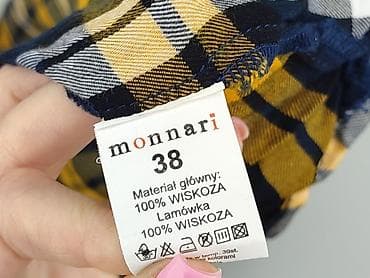 monnari
38
Materiał główny:
100% WISKOZA
Lamówka
100% WISKOZA